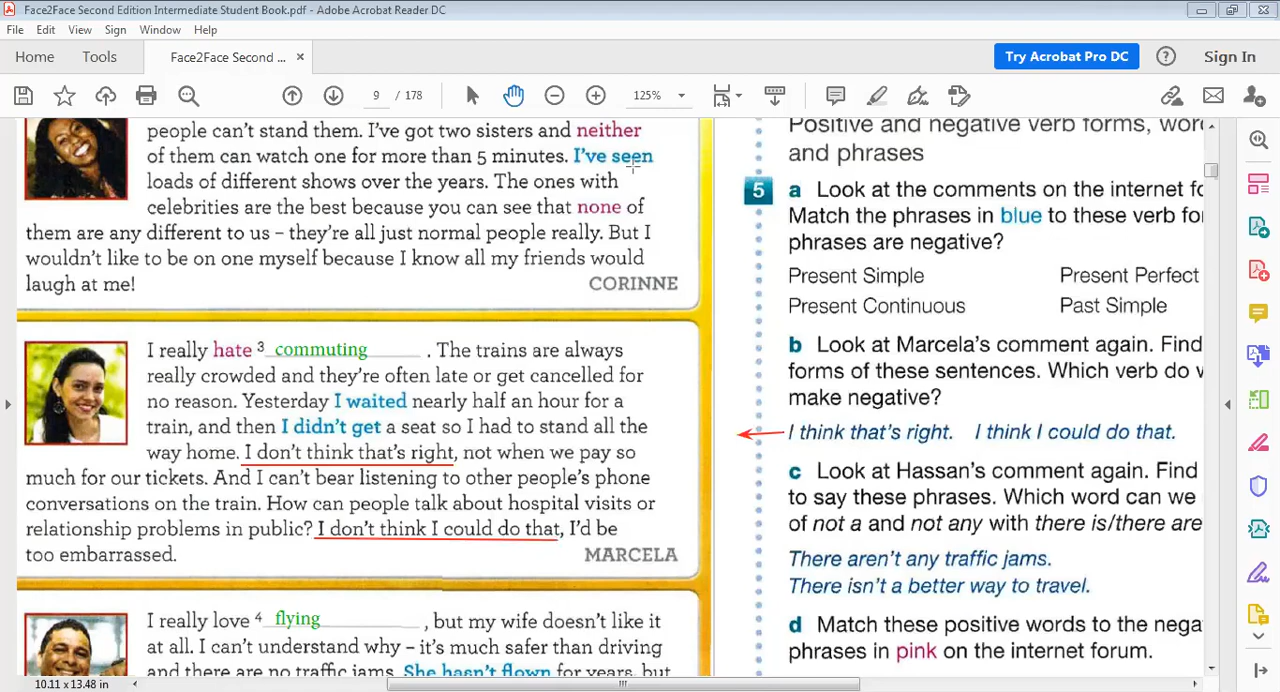 Face2Face Second Edition Intermediate Student Book.pdf - Adobe Acrobat Reader DC
File Edit View Sign Window Help
Home Tools Face2Face Second ... × Try Acrobat Pro DC ? Sign In
9 / 178 125%
people can't stand them. I've got two sisters and neither
of them can watch one for more than 5 minutes. I've seen
loads of different shows over the years. The ones with
celebrities are the best because you can see that none of
them are any different to us – they're all just normal people really. But I
wouldn't like to be on one myself because I know all my friends would
laugh at me!
CORINNE
I really hate ³ commuting . The trains are always
really crowded and they're often late or get cancelled for
no reason. Yesterday I waited nearly half an hour for a
train, and then I didn't get a seat so I had to stand all the
way home. I don't think that's right, not when we pay so
much for our tickets. And I can't bear listening to other people's phone
conversations on the train. How can people talk about hospital visits or
relationship problems in public? I don't think I could do that, I'd be
too embarrassed.
MARCELA
I really love ⁴ flying , but my wife doesn't like it
at all. I can't understand why – it's much safer than driving
and there are no traffic jams. She hasn't flown for years, but
Positive and negative verb forms, wor
and phrases
5 a Look at the comments on the internet fo
Match the phrases in blue to these verb fo
phrases are negative?
Present Simple Present Perfect
Present Continuous Past Simple
b Look at Marcela's comment again. Find
forms of these sentences. Which verb do v
make negative?
I think that's right. I think I could do that.
c Look at Hassan's comment again. Find
to say these phrases. Which word can we
of not a and not any with there is/there are
There aren't any traffic jams.
There isn't a better way to travel.
d Match these positive words to the nega
phrases in pink on the internet forum.
10.11 x 13.48 in